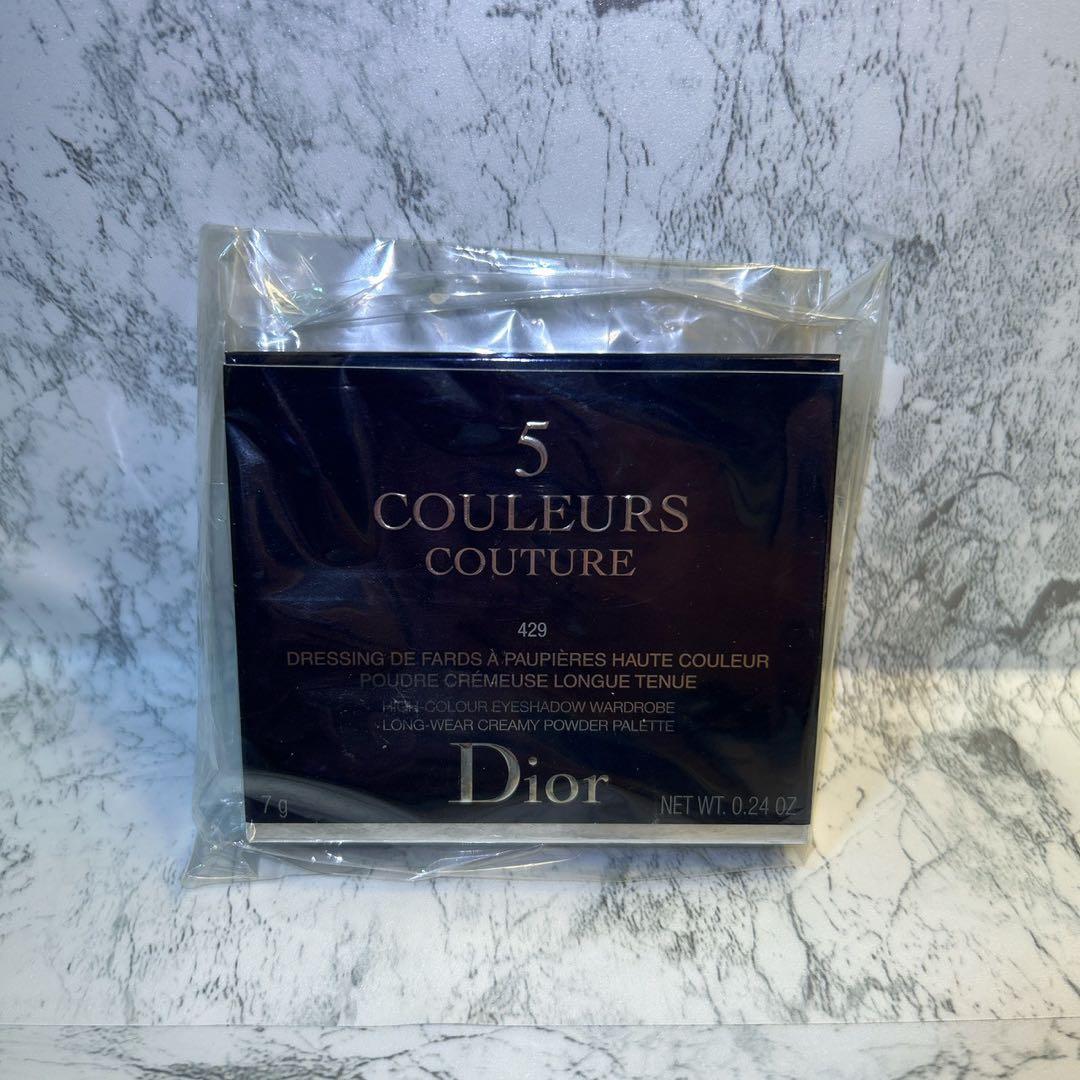 5
COULEURS
COUTURE
429
DRESSING DE FARDS À PAUPIÈRES HAUTE COULEUR
POUDRE CRÉMEUSE LONGUE TENUE
HIGH-COLOUR EYESHADOW WARDROBE
LONG-WEAR CREAMY POWDER PALETTE
Dior
7 g NET WT. 0.24 OZ